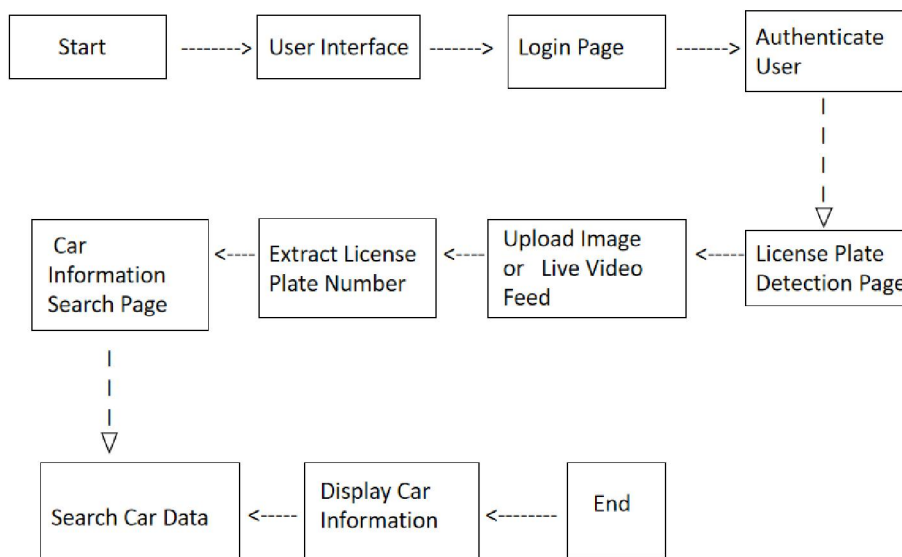 Start
User Interface
Login Page
Authenticate
User
Car
Information
Search Page
Extract License
Plate Number
Upload Image
or Live Video
Feed
License Plate
Detection Page
Search Car Data
Display Car
Information
End